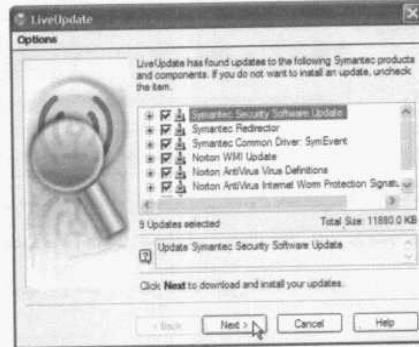 LiveUpdate
Options
LiveUpdate has found updates to the following Symantec products
and components. If you do not want to install an update, uncheck
the item.
Symantec Security Software Update
Symantec Redirector
Symantec Common Driver: SymEvent
Norton WMI Update
Norton AntiVirus Virus Definitions
Norton AntiVirus Internet Worm Protection Signatu
9 Updates selected Total Size: 11880.0 KB
Update Symantec Security Software Update
Click Next to download and install your updates.
< Back Next > Cancel Help